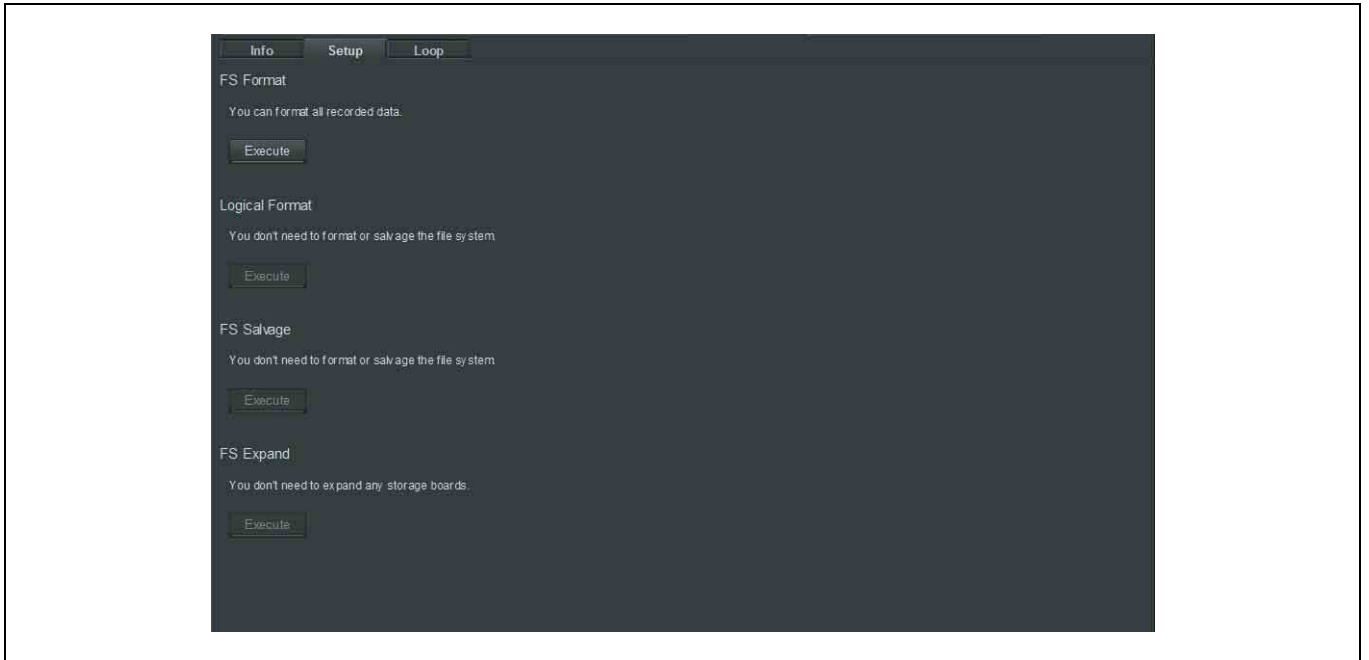 Info Setup Loop
FS Format
You can format all recorded data.
Execute
Logical Format
You don't need to format or salvage the file system.
Execute
FS Salvage
You don't need to format or salvage the file system.
Execute
FS Expand
You don't need to expand any storage boards.
Execute